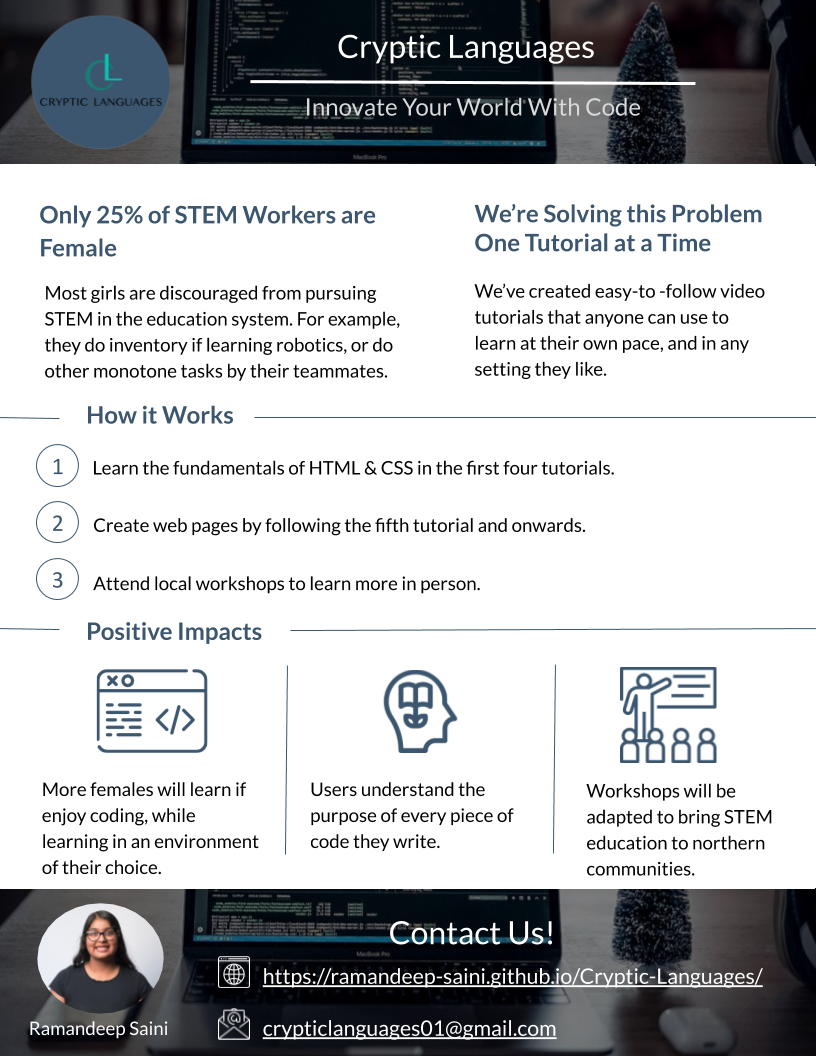 CL
CRYPTIC LANGUAGES
Cryptic Languages
Innovate Your World With Code
MacBook Pro
Only 25% of STEM Workers are
Female
Most girls are discouraged from pursuing
STEM in the education system. For example,
they do inventory if learning robotics, or do
other monotone tasks by their teammates.
We’re Solving this Problem
One Tutorial at a Time
We’ve created easy-to -follow video
tutorials that anyone can use to
learn at their own pace, and in any
setting they like.
How it Works
1 Learn the fundamentals of HTML & CSS in the first four tutorials.
2 Create web pages by following the fifth tutorial and onwards.
3 Attend local workshops to learn more in person.
Positive Impacts
More females will learn if
enjoy coding, while
learning in an environment
of their choice.
Users understand the
purpose of every piece of
code they write.
Workshops will be
adapted to bring STEM
education to northern
communities.
Contact Us!
https://ramandeep-saini.github.io/Cryptic-Languages/
MacBook Pro
Ramandeep Saini
crypticlanguages01@gmail.com